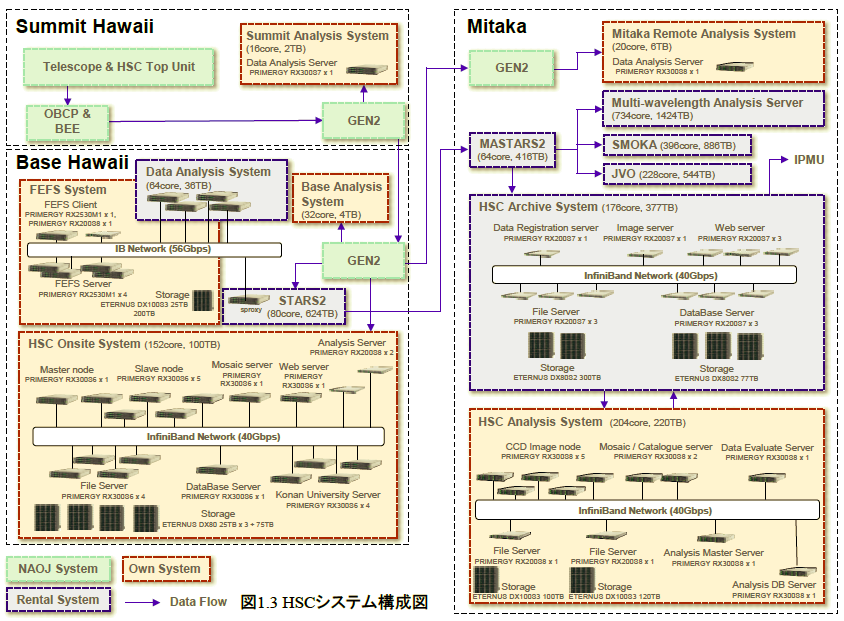 Summit Hawaii
Telescope & HSC Top Unit
OBCP &
BEE
Summit Analysis System
(16core, 2TB)
Data Analysis Server
PRIMERGY RX300S7 x 1
GEN2
Base Hawaii
FEFS System
FEFS Client
PRIMERGY RX2530M1 x 1,
PRIMERGY RX200S8 x 1
Data Analysis System
(64core, 36TB)
Base Analysis
System
(32core, 4TB)
IB Network (56Gbps)
GEN2
FEFS Server
PRIMERGY RX2530M1 x 4
Storage
ETERNUS DX100S3 25TB
200TB
sproxy
STARS2
(80core, 624TB)
HSC Onsite System (152core, 100TB)
Analysis Server
PRIMERGY RX200S8 x 2
Master node
PRIMERGY RX300S6 x 1
Slave node
PRIMERGY RX300S6 x 5
Mosaic server
PRIMERGY
RX300S6 x 1
Web server
PRIMERGY
RX300S6 x 1
InfiniBand Network (40Gbps)
File Server
PRIMERGY RX300S6 x 4
DataBase Server
PRIMERGY RX300S6 x 1
Konan University Server
PRIMERGY RX300S6 x 4
Storage
ETERNUS DX80 25TB x 3 + 75TB
NAOJ System
Own System
Rental System
Data Flow
図1.3 HSCシステム構成図
Mitaka
GEN2
Mitaka Remote Analysis System
(20core, 6TB)
Data Analysis Server
PRIMERGY RX300S8 x 1
MASTARS2
(64core, 416TB)
Multi-wavelength Analysis Server
(734core, 1424TB)
SMOKA (396core, 886TB)
JVO (228core, 544TB)
IPMU
HSC Archive System (176core, 377TB)
Data Registration server
PRIMERGY RX200S7 x 1
Image server
PRIMERGY RX200S7 x 1
Web server
PRIMERGY RX200S7 x 3
InfiniBand Network (40Gbps)
File Server
PRIMERGY RX200S7 x 3
DataBase Server
PRIMERGY RX200S7 x 3
Storage
ETERNUS DX80S2 300TB
Storage
ETERNUS DX80S2 77TB
HSC Analysis System (204core, 220TB)
CCD Image node
PRIMERGY RX300S8 x 5
Mosaic / Catalogue server
PRIMERGY RX300S8 x 2
Data Evaluate Server
PRIMERGY RX300S8 x 1
InfiniBand Network (40Gbps)
File Server
PRIMERGY RX200S8 x 1
File Server
PRIMERGY RX200S8 x 1
Analysis Master Server
PRIMERGY RX300S8 x 1
Storage
ETERNUS DX100S3 100TB
Storage
ETERNUS DX100S3 120TB
Analysis DB Server
PRIMERGY RX300S8 x 1